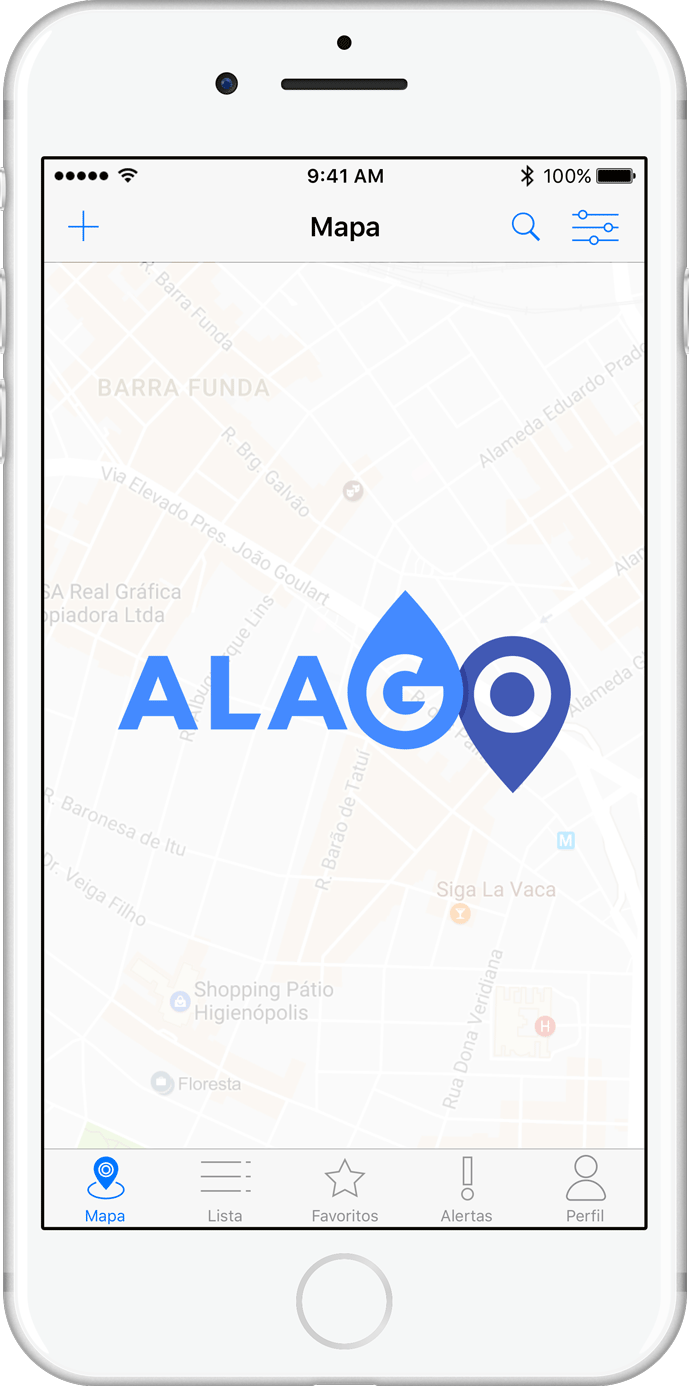 9:41 AM
100%
Mapa
R. Barra Funda
BARRA FUNDA
Alameda Eduardo Prado
R. Brg. Galvão
Via Elevado Pres. João Goulart
Alam
SA Real Gráfica
opiadora Ltda
ALAGO
Alameda G
R. Barão de Tatuí
R. Baronesa de Itu
M
Dr. Veiga Filho
Siga La Vaca
Rua Dona Veridiana
Shopping Pátio
Higienópolis
H
Floresta
Mapa
Lista
Favoritos
Alertas
Perfil